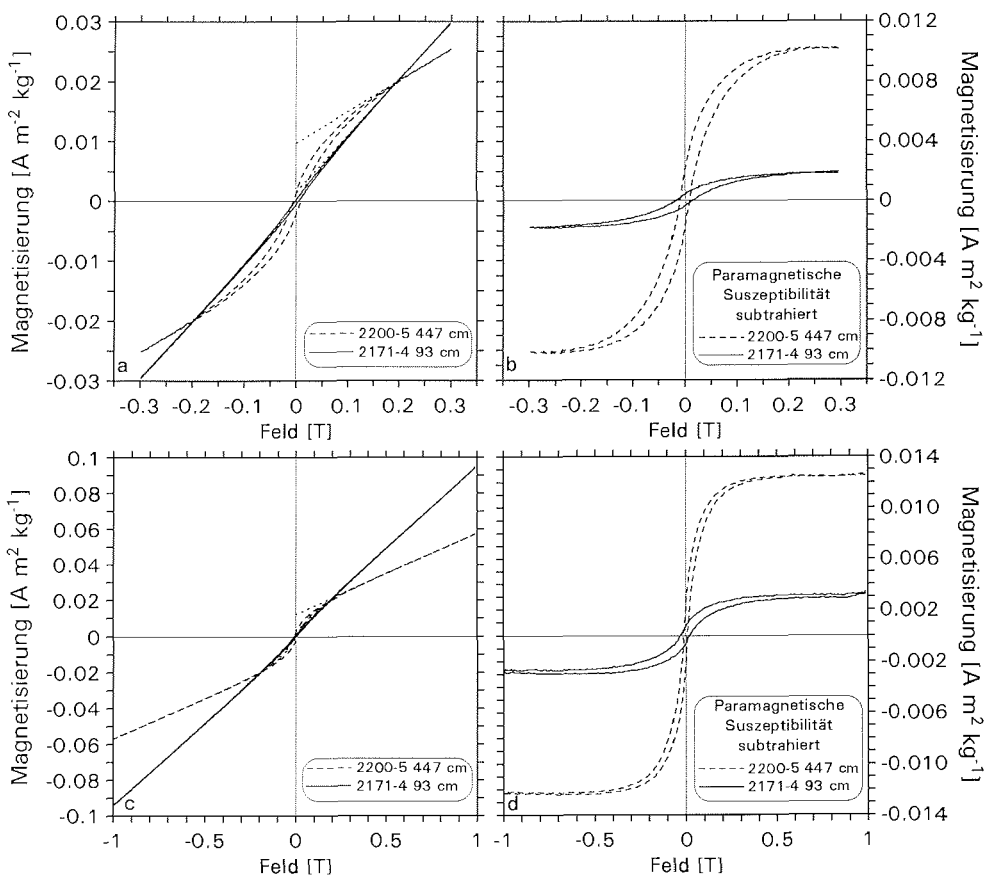 Magnetisierung [A m⁻² kg⁻¹]
0.03
0.02
0.01
0
-0.01
-0.02
-0.03
a
2200-5 447 cm
2171-4 93 cm
-0.3 -0.2 -0.1 0 0.1 0.2 0.3
Feld [T]
0.012
0.008
0.004
0
-0.004
-0.008
-0.012
Magnetisierung [A m² kg⁻¹]
b
Paramagnetische
Suszeptibilität
subtrahiert
2200-5 447 cm
2171-4 93 cm
-0.3 -0.2 -0.1 0 0.1 0.2 0.3
Feld [T]
Magnetisierung [A m² kg⁻¹]
0.1
0.08
0.06
0.04
0.02
0
-0.02
-0.04
-0.06
-0.08
-0.1
c
2200-5 447 cm
2171-4 93 cm
-1 -0.5 0 0.5 1
Feld [T]
0.014
0.010
0.006
0.002
-0.002
-0.006
-0.010
-0.014
Magnetisierung [A m² kg⁻¹]
d
Paramagnetische
Suszeptibilität
subtrahiert
2200-5 447 cm
2171-4 93 cm
-1 -0.5 0 0.5 1
Feld [T]